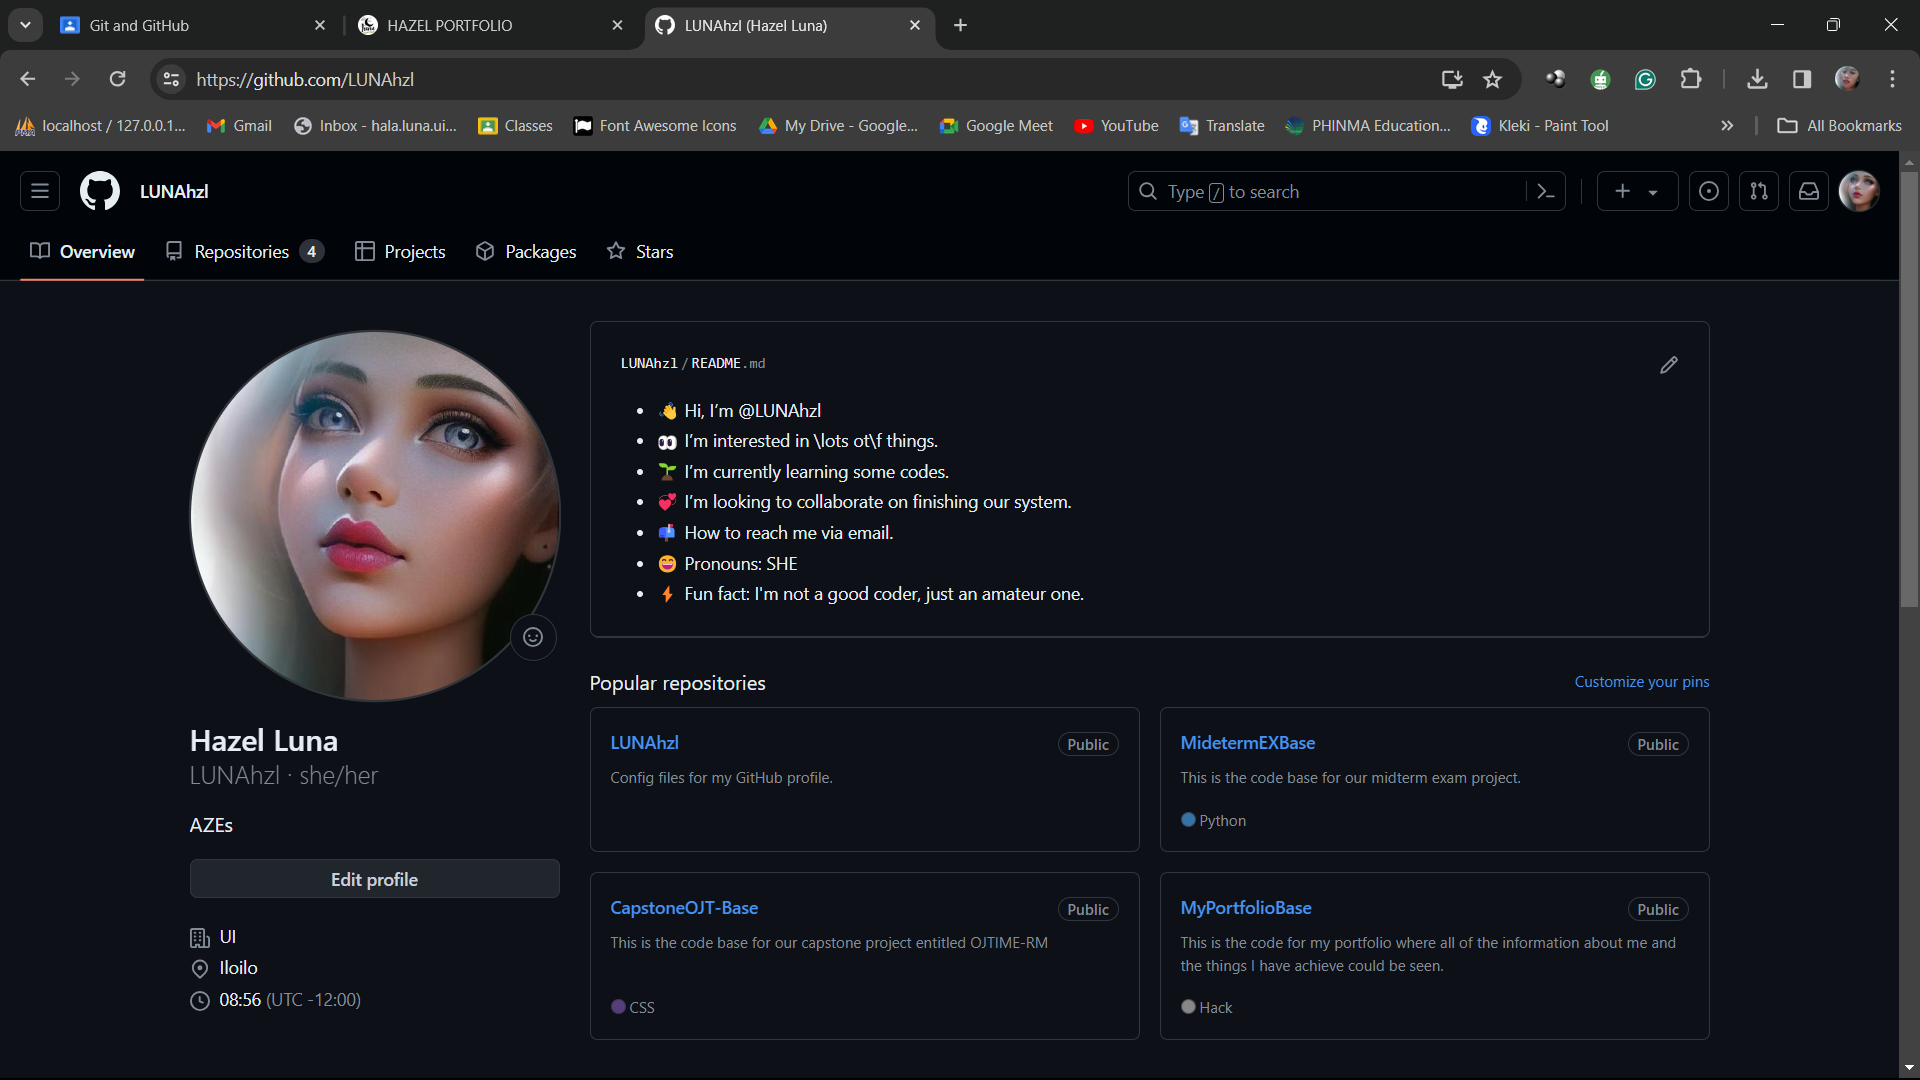 Git and GitHub
HAZEL PORTFOLIO
LUNAhzl (Hazel Luna)
https://github.com/LUNAhzl
localhost / 127.0.0.1...
Gmail
Inbox - hala.luna.ui...
Classes
Font Awesome Icons
My Drive - Google...
Google Meet
YouTube
Translate
PHINMA Education...
Kleki - Paint Tool
All Bookmarks
LUNAhzl
Type / to search
Overview
Repositories 4
Projects
Packages
Stars
LUNAhzl / README.md
👋 Hi, I’m @LUNAhzl
👀 I’m interested in \lots ot\f things.
🌱 I’m currently learning some codes.
💞️ I’m looking to collaborate on finishing our system.
📫 How to reach me via email.
😄 Pronouns: SHE
⚡ Fun fact: I'm not a good coder, just an amateur one.
Hazel Luna
LUNAhzl · she/her
AZEs
Edit profile
UI
Iloilo
08:56 (UTC -12:00)
Popular repositories
Customize your pins
LUNAhzl
Public
Config files for my GitHub profile.
MidetermEXBase
Public
This is the code base for our midterm exam project.
Python
CapstoneOJT-Base
Public
This is the code base for our capstone project entitled OJTIME-RM
CSS
MyPortfolioBase
Public
This is the code for my portfolio where all of the information about me and
the things I have achieve could be seen.
Hack